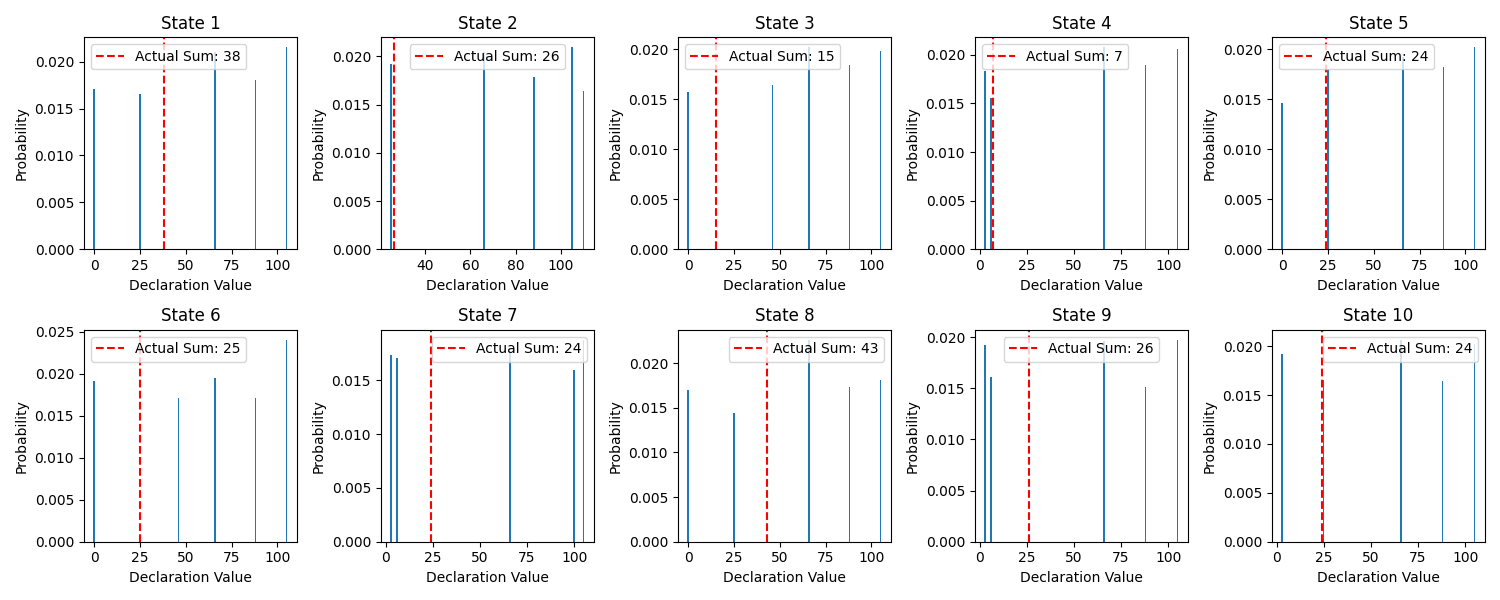 State 1
State 2
State 3
State 4
State 5
Probability
0.020
0.015
0.010
0.005
0.000
Actual Sum: 38
0 25 50 75 100
Declaration Value
Probability
0.020
0.015
0.010
0.005
0.000
Actual Sum: 26
40 60 80 100
Declaration Value
Probability
0.020
0.015
0.010
0.005
0.000
Actual Sum: 15
0 25 50 75 100
Declaration Value
Probability
0.020
0.015
0.010
0.005
0.000
Actual Sum: 7
0 25 50 75 100
Declaration Value
Probability
0.020
0.015
0.010
0.005
0.000
Actual Sum: 24
0 25 50 75 100
Declaration Value
State 6
State 7
State 8
State 9
State 10
Probability
0.025
0.020
0.015
0.010
0.005
0.000
Actual Sum: 25
0 25 50 75 100
Declaration Value
Probability
0.015
0.010
0.005
0.000
Actual Sum: 24
0 25 50 75 100
Declaration Value
Probability
0.020
0.015
0.010
0.005
0.000
Actual Sum: 43
0 25 50 75 100
Declaration Value
Probability
0.020
0.015
0.010
0.005
0.000
Actual Sum: 26
0 25 50 75 100
Declaration Value
Probability
0.020
0.015
0.010
0.005
0.000
Actual Sum: 24
0 25 50 75 100
Declaration Value